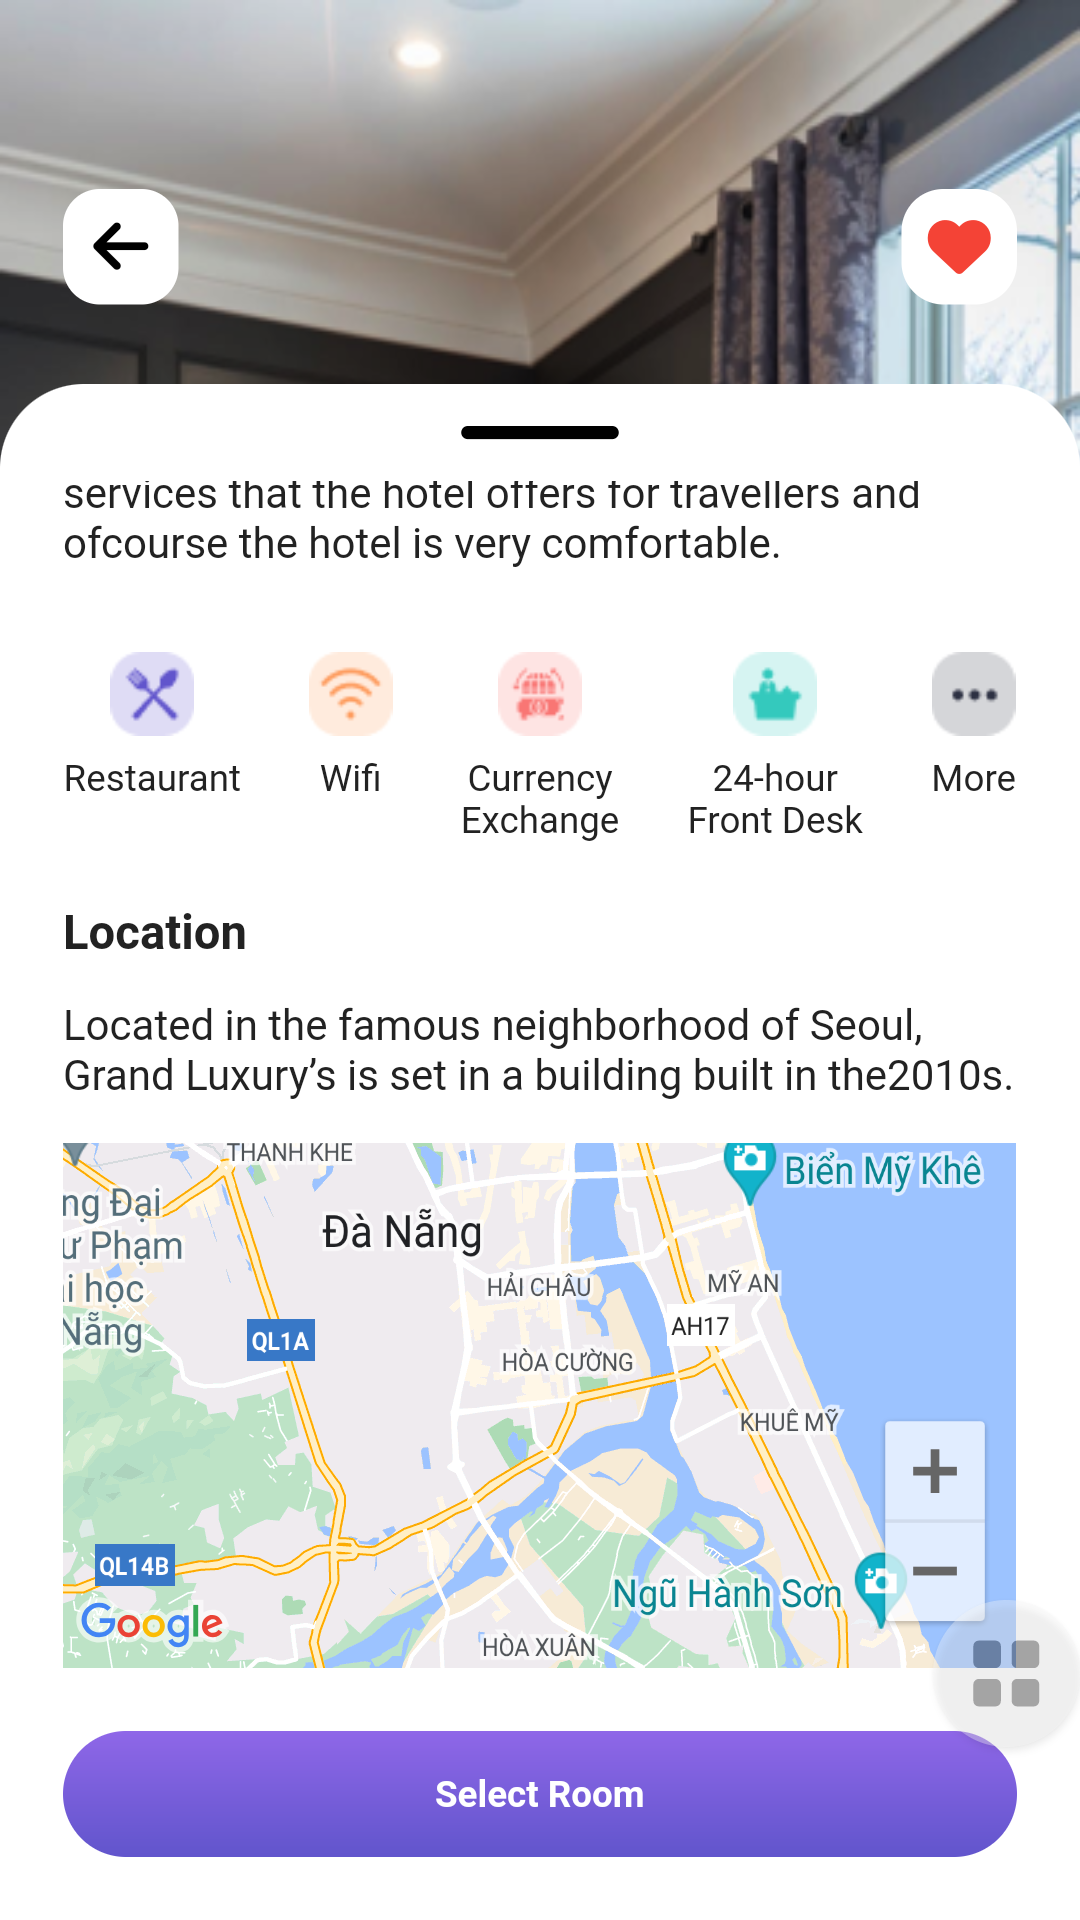 services that the hotel offers for travellers and
ofcourse the hotel is very comfortable.
Restaurant
Wifi
Currency
Exchange
24-hour
Front Desk
More
Location
Located in the famous neighborhood of Seoul,
Grand Luxury’s is set in a building built in the2010s.
THANH KHÊ
Biển Mỹ Khê
ng Đại
ư Phạm
ại học
Nẵng
Đà Nẵng
HẢI CHÂU
MỸ AN
AH17
QL1A
HÒA CƯỜNG
KHUÊ MỸ
QL14B
Ngũ Hành Sơn
Google
HÒA XUÂN
Select Room